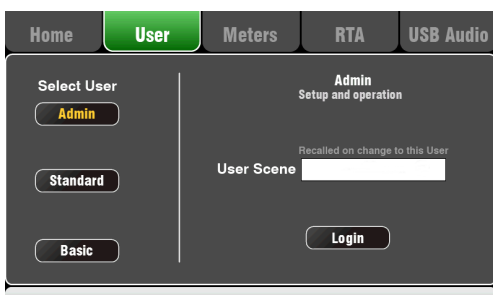 Home User Meters RTA USB Audio
Select User
Admin
Standard
Basic
Admin
Setup and operation
Recalled on change to this User
User Scene
Login